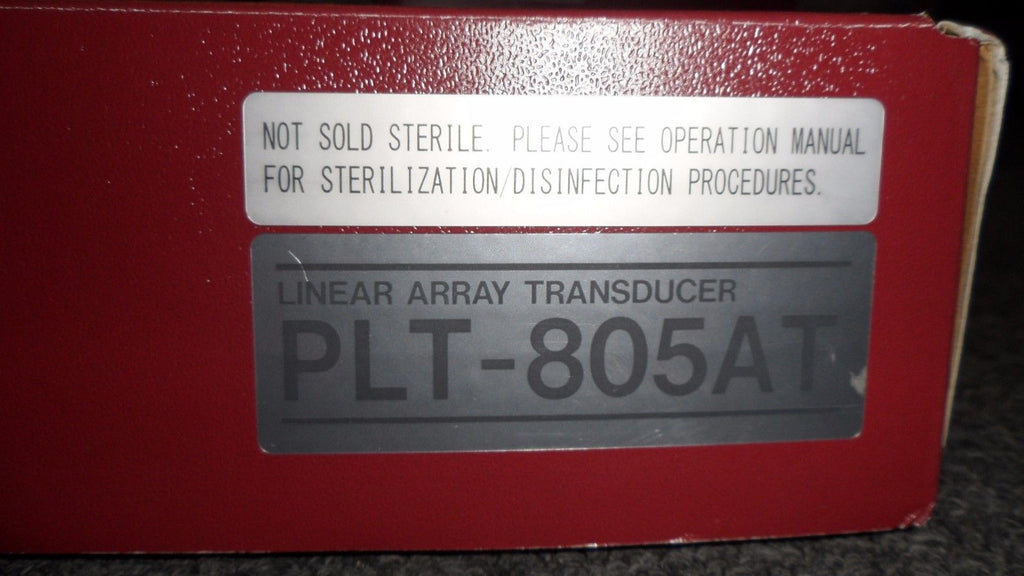 NOT SOLD STERILE. PLEASE SEE OPERATION MANUAL
FOR STERILIZATION/DISINFECTION PROCEDURES.
LINEAR ARRAY TRANSDUCER
PLT-805AT